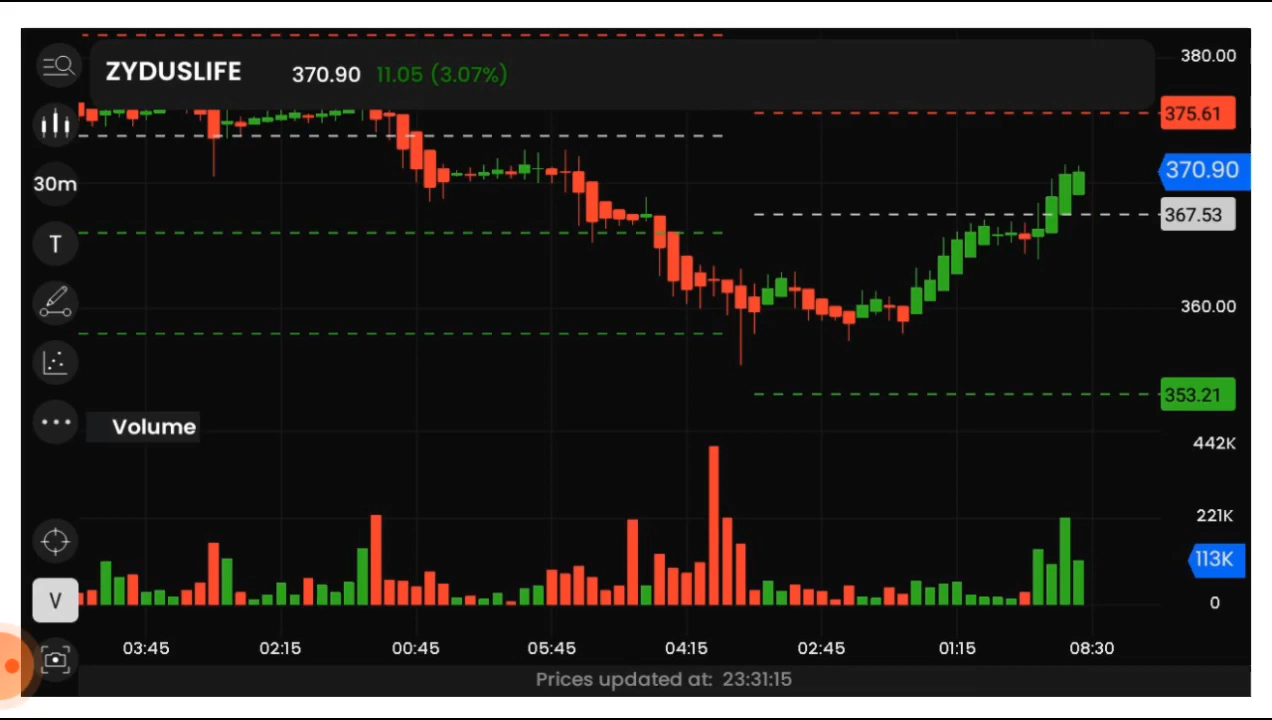 ZYDUSLIFE 370.90 11.05 (3.07%)
380.00
375.61
370.90
30m
367.53
T
360.00
353.21
Volume
442K
221K
113K
V
0
03:45 02:15 00:45 05:45 04:15 02:45 01:15 08:30
Prices updated at: 23:31:15